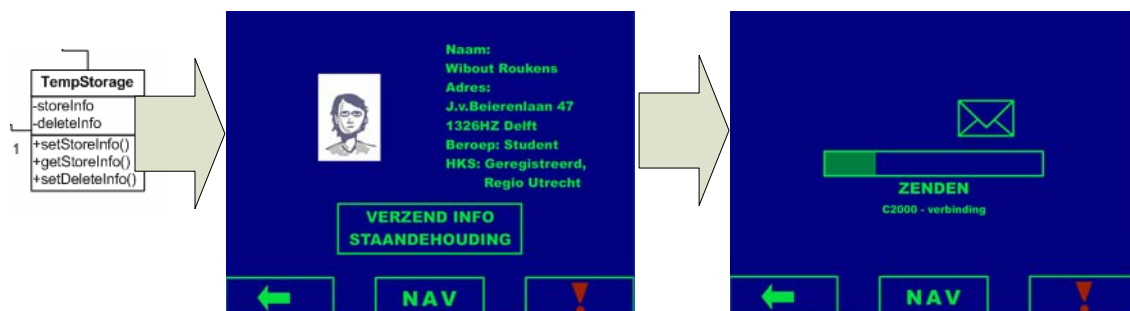 TempStorage
-storeInfo
-deleteInfo
1
+setStoreInfo()
+getStoreInfo()
+setDeleteInfo()
Naam:
Wibout Roukens
Adres:
J.v.Beierenlaan 47
1326HZ Delft
Beroep: Student
HKS: Geregistreerd,
Regio Utrecht
VERZEND INFO
STAANDEHOUDING
NAV
ZENDEN
C2000 - verbinding
NAV